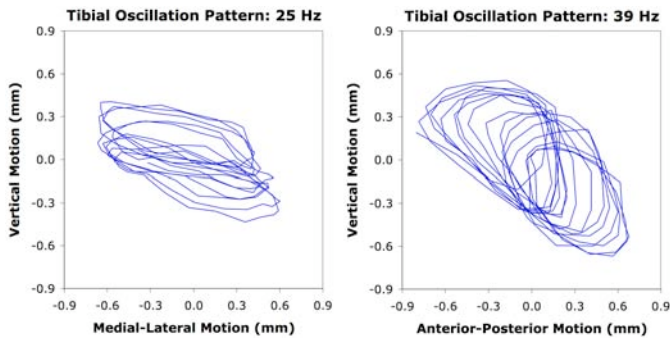 Tibial Oscillation Pattern: 25 Hz
0.9
0.6
0.3
0.0
-0.3
-0.6
-0.9
Vertical Motion (mm)
-0.9 -0.6 -0.3 0.0 0.3 0.6 0.9
Medial-Lateral Motion (mm)
Tibial Oscillation Pattern: 39 Hz
0.9
0.6
0.3
0.0
-0.3
-0.6
-0.9
Vertical Motion (mm)
-0.9 -0.6 -0.3 0.0 0.3 0.6 0.9
Anterior-Posterior Motion (mm)